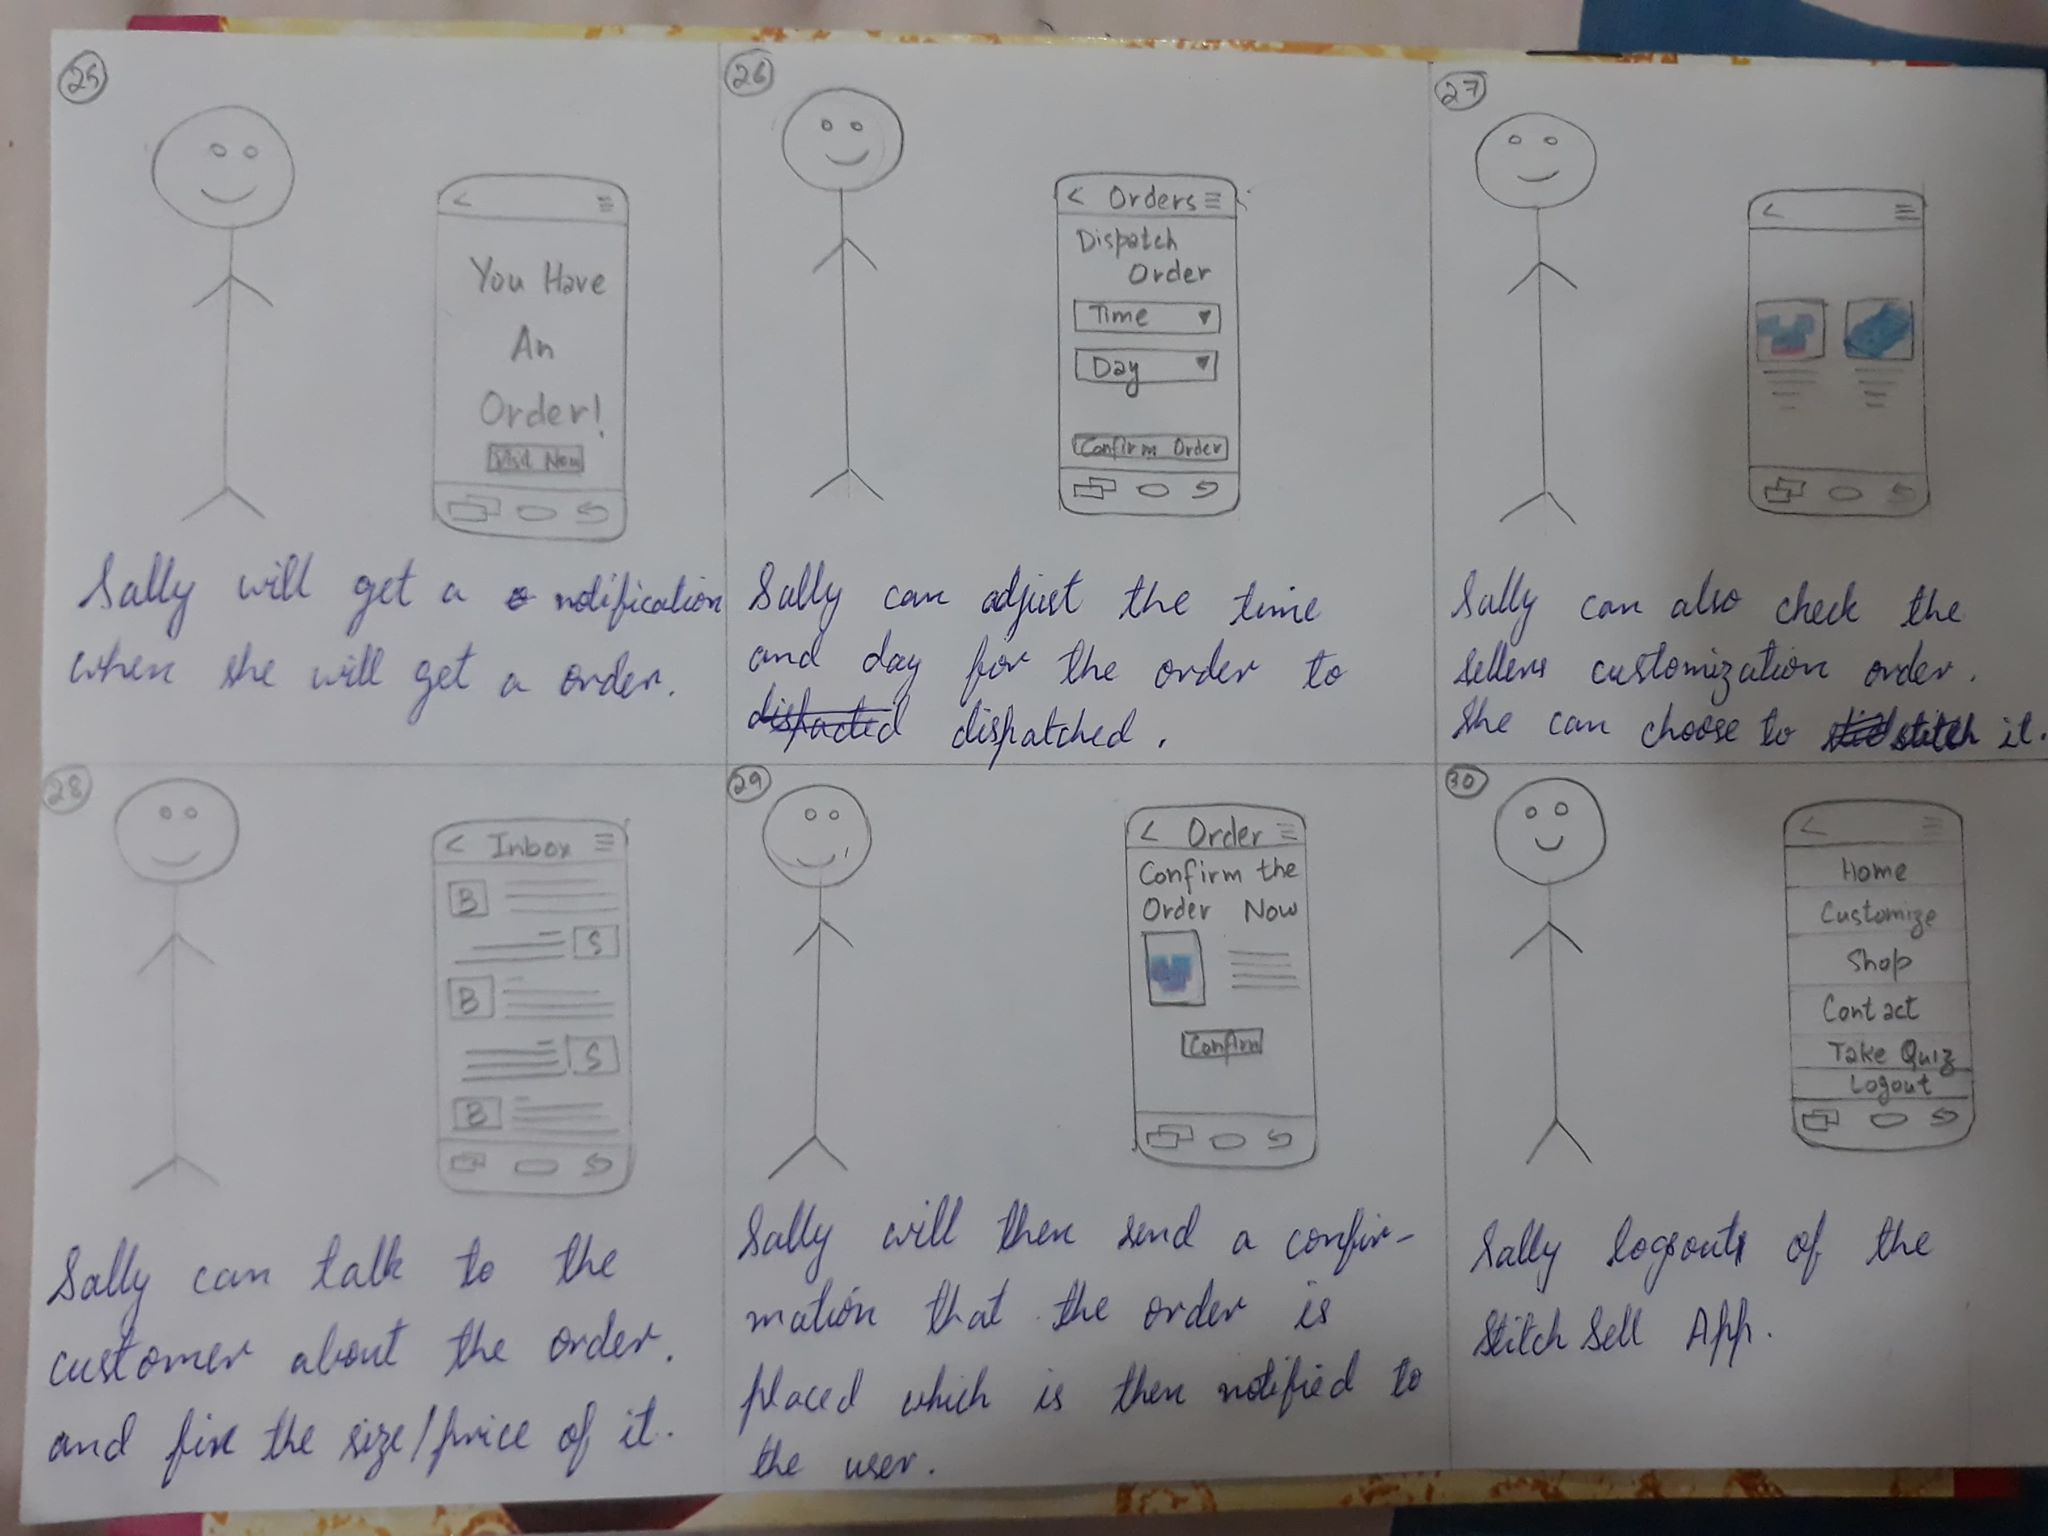 25
You Have
An
Order!
Visit Now
Sally will get a notification
when she will get a order.
26
< Orders
Dispatch
Order
Time
Day
Confirm Order
Sally can adjust the time
and day for the order to
dispatched.
27
<
Sally can also check the
sellers customization order.
She can choose to stitch it.
28
< Inbox
B
S
B
S
B
Sally can talk to the
customer about the order.
and fix the size/price of it.
29
< Order
Confirm the
Order Now
Confirm
Sally will then send a confir-
mation that the order is
placed which is then notified to
the user.
30
<
Home
Customize
Shop
Contact
Take Quiz
Logout
Sally logsout of the
Stitch Sell App.